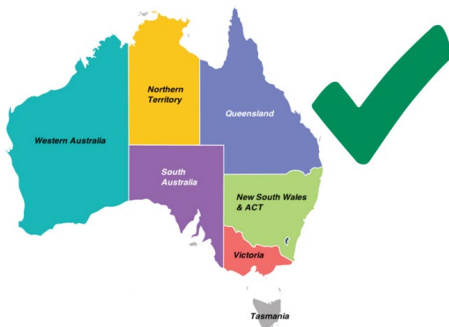 Northern
Territory
Queensland
Western Australia
South
Australia
New South Wales
& ACT
Victoria
Tasmania